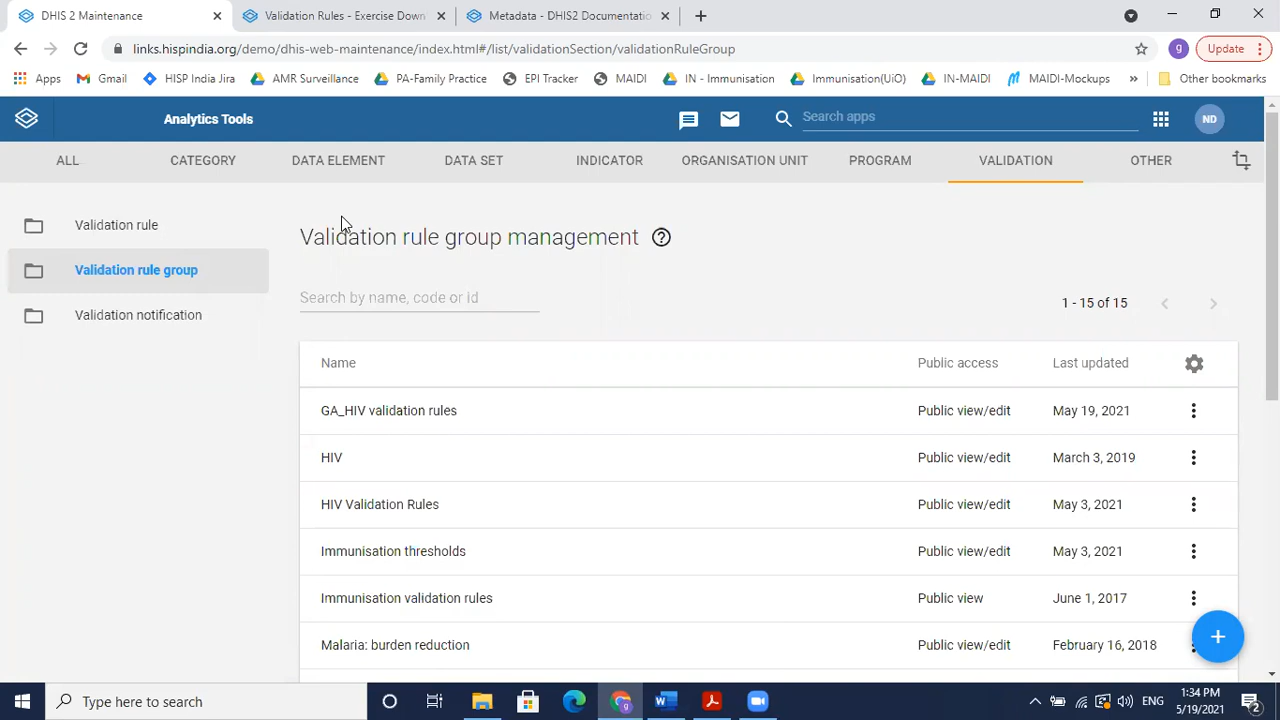 DHIS 2 Maintenance
Validation Rules - Exercise Down
Metadata - DHIS2 Documentatio
links.hispindia.org/demo/dhis-web-maintenance/index.html#/list/validationSection/validationRuleGroup
g
Update
Apps
Gmail
HISP India Jira
AMR Surveillance
PA-Family Practice
EPI Tracker
MAIDI
IN - Immunisation
Immunisation(UiO)
IN-MAIDI
MAIDI-Mockups
»
Other bookmarks
Analytics Tools
Search apps
ND
ALL
CATEGORY
DATA ELEMENT
DATA SET
INDICATOR
ORGANISATION UNIT
PROGRAM
VALIDATION
OTHER
Validation rule
Validation rule group
Validation notification
Validation rule group management ?
Search by name, code or id
1 - 15 of 15
Name Public access Last updated
GA_HIV validation rules Public view/edit May 19, 2021
HIV Public view/edit March 3, 2019
HIV Validation Rules Public view/edit May 3, 2021
Immunisation thresholds Public view/edit May 3, 2021
Immunisation validation rules Public view June 1, 2017
Malaria: burden reduction Public view/edit February 16, 2018
+
Type here to search
g
W
ENG
1:34 PM
5/19/2021
2